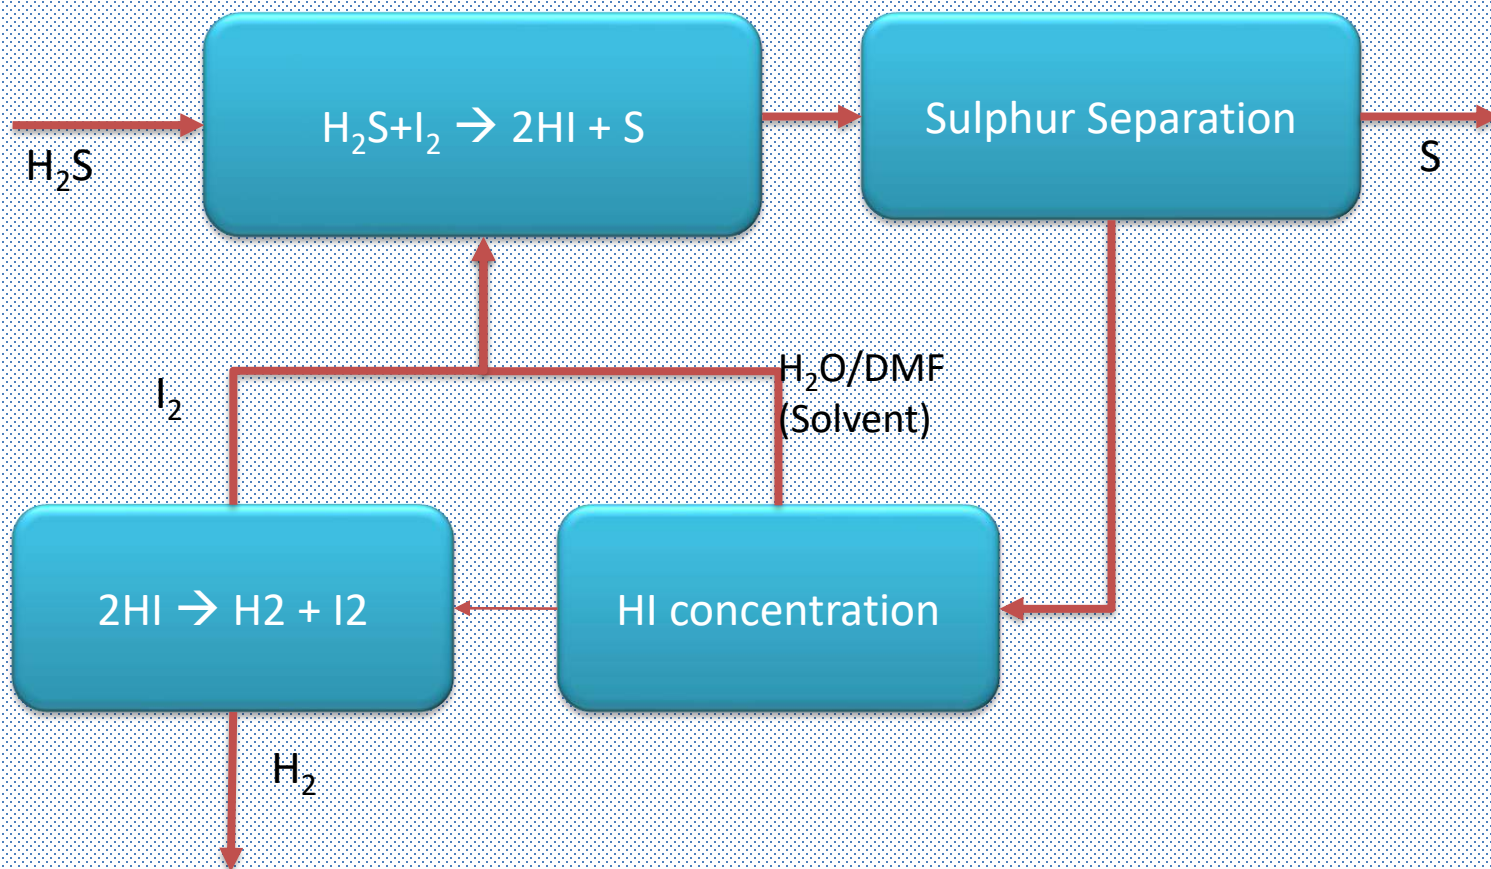 H₂S+I₂ → 2HI + S
Sulphur Separation
H₂S
S
H₂O/DMF
(Solvent)
I₂
2HI → H2 + I2
HI concentration
H₂